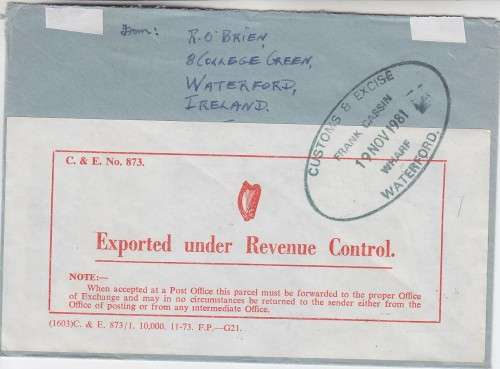 From: R. O'BRIEN,
8 COLLEGE GREEN,
WATERFORD,
IRELAND.
CUSTOMS & EXCISE
FRANK CASSIN
19 NOV 1981
WHARF
WATERFORD.
C. & E. No. 873.
Exported under Revenue Control.
NOTE:—
When accepted at a Post Office this parcel must be forwarded to the proper Office
of Exchange and may in no circumstances be returned to the sender either from the
Office of posting or from any intermediate Office.
(1603)C. & E. 873/1. 10,000. 11-73. F.P.—G21.